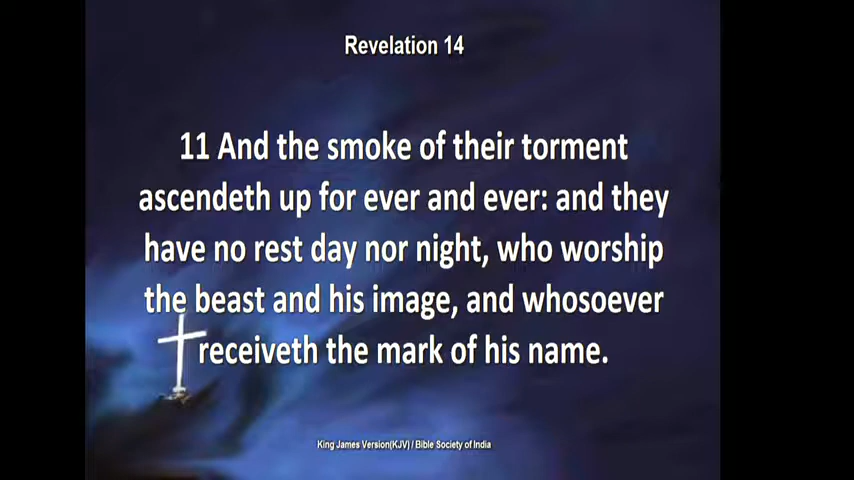 Revelation 14
11 And the smoke of their torment
ascendeth up for ever and ever: and they
have no rest day nor night, who worship
the beast and his image, and whosoever
receiveth the mark of his name.
King James Version(KJV) / Bible Society of India